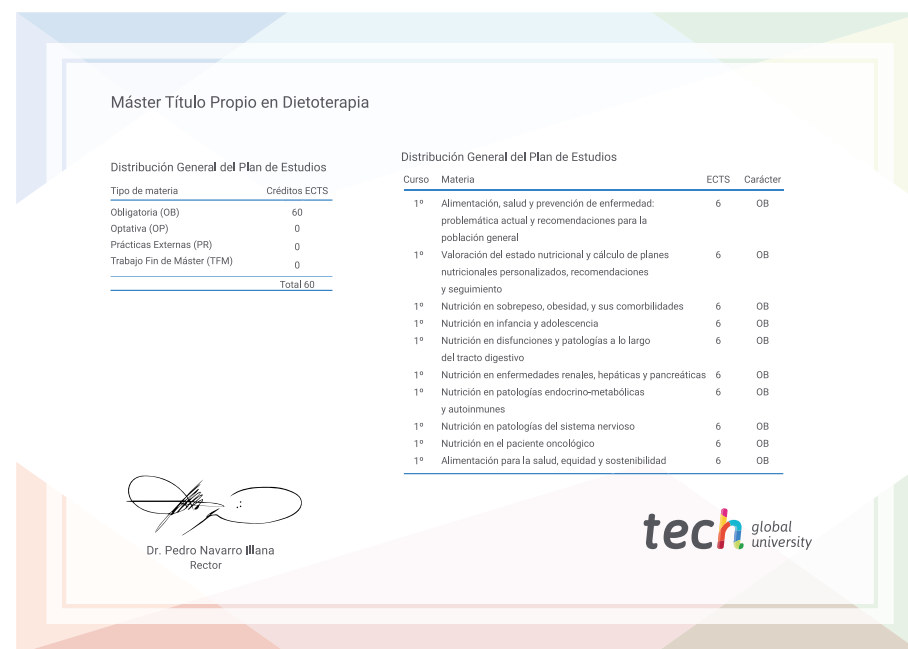 Máster Título Propio en Dietoterapia
Distribución General del Plan de Estudios
Tipo de materia Créditos ECTS
Obligatoria (OB) 60
Optativa (OP) 0
Prácticas Externas (PR) 0
Trabajo Fin de Máster (TFM) 0
Total 60
Distribución General del Plan de Estudios
Curso Materia ECTS Carácter
1º Alimentación, salud y prevención de enfermedad: 6 OB
problemática actual y recomendaciones para la
población general
1º Valoración del estado nutricional y cálculo de planes 6 OB
nutricionales personalizados, recomendaciones
y seguimiento
1º Nutrición en sobrepeso, obesidad, y sus comorbilidades 6 OB
1º Nutrición en infancia y adolescencia 6 OB
1º Nutrición en disfunciones y patologías a lo largo 6 OB
del tracto digestivo
1º Nutrición en enfermedades renales, hepáticas y pancreáticas 6 OB
1º Nutrición en patologías endocrino-metabólicas 6 OB
y autoinmunes
1º Nutrición en patologías del sistema nervioso 6 OB
1º Nutrición en el paciente oncológico 6 OB
1º Alimentación para la salud, equidad y sostenibilidad 6 OB
Dr. Pedro Navarro Illana
Rector
tech global
university